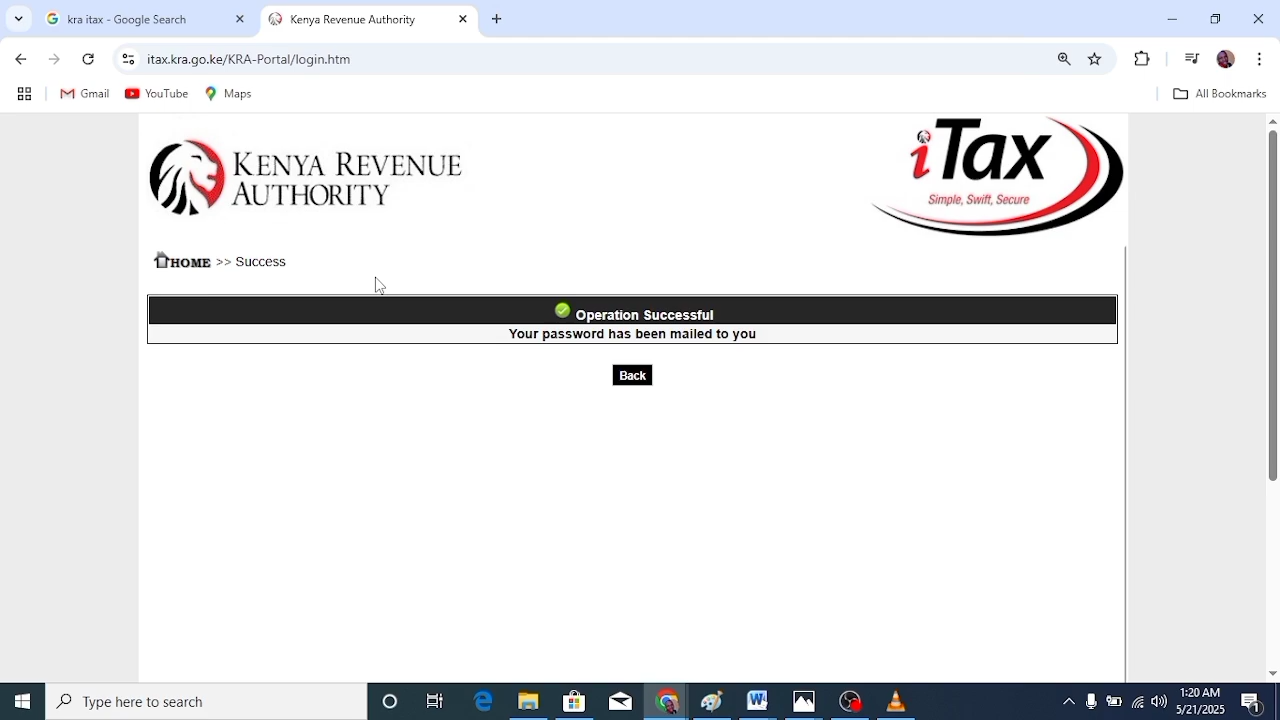 kra itax - Google Search
Kenya Revenue Authority
itax.kra.go.ke/KRA-Portal/login.htm
Gmail
YouTube
Maps
All Bookmarks
KENYA REVENUE
AUTHORITY
iTax
Simple, Swift, Secure
HOME >> Success
Operation Successful
Your password has been mailed to you
Back
Type here to search
1:20 AM
5/21/2025
1